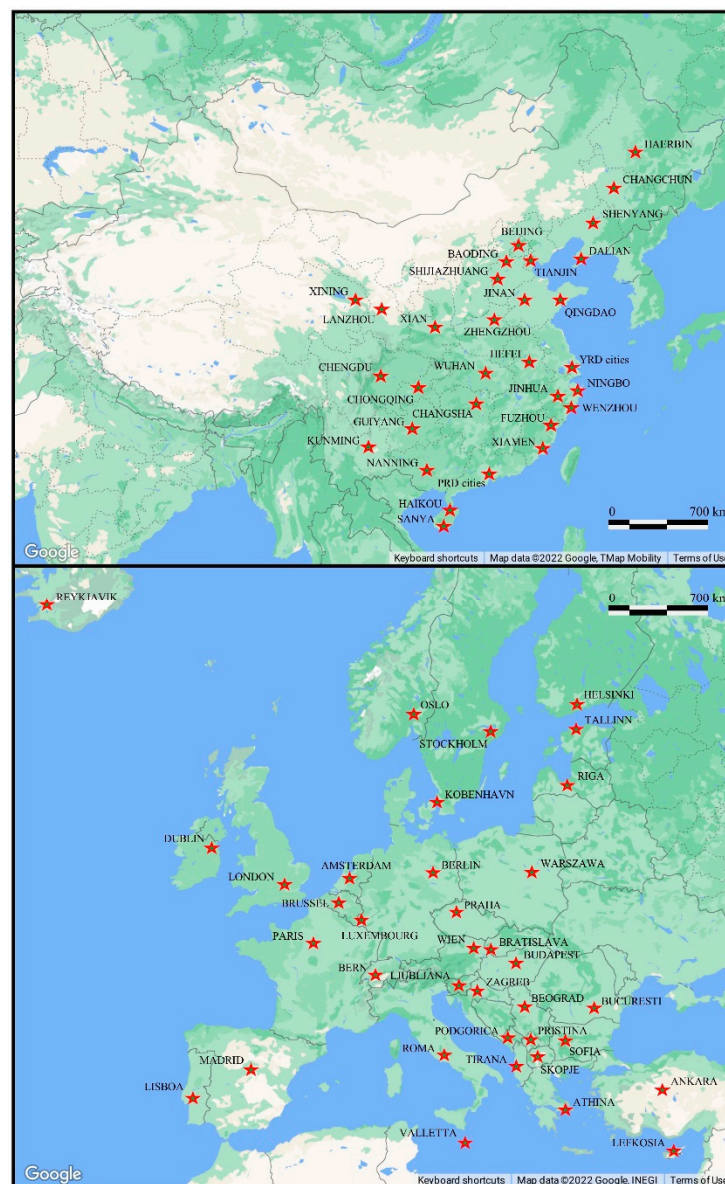 HAERBIN
CHANGCHUN
SHENYANG
BEIJING
BAODING
DALIAN
SHIJIAZHUANG
TIANJIN
XINING
JINAN
QINGDAO
LANZHOU
XIAN
ZHENGZHOU
HEFEI
YRD cities
WUHAN
CHENGDU
NINGBO
JINHUA
CHONGQING
WENZHOU
CHANGSHA
FUZHOU
GUIYANG
KUNMING
XIAMEN
NANNING
PRD cities
HAIKOU
SANYA
0 700 km
Google
Keyboard shortcuts Map data ©2022 Google, TMap Mobility Terms of Use
REYKJAVIK
0 700 km
HELSINKI
OSLO
TALLINN
STOCKHOLM
RIGA
KOBENHAVN
DUBLIN
AMSTERDAM
BERLIN
WARSZAWA
LONDON
BRUSSEL
PRAHA
LUXEMBOURG
PARIS
WIEN
BRATISLAVA
BUDAPEST
BERN
LJUBLJANA
ZAGREB
BEOGRAD
BUCURESTI
PODGORICA
PRISTINA
ROMA
SOFIA
TIRANA
SKOPJE
MADRID
ANKARA
LISBOA
ATHINA
VALLETTA
LEFKOSIA
Google
Keyboard shortcuts Map data ©2022 Google, INEGI Terms of Use